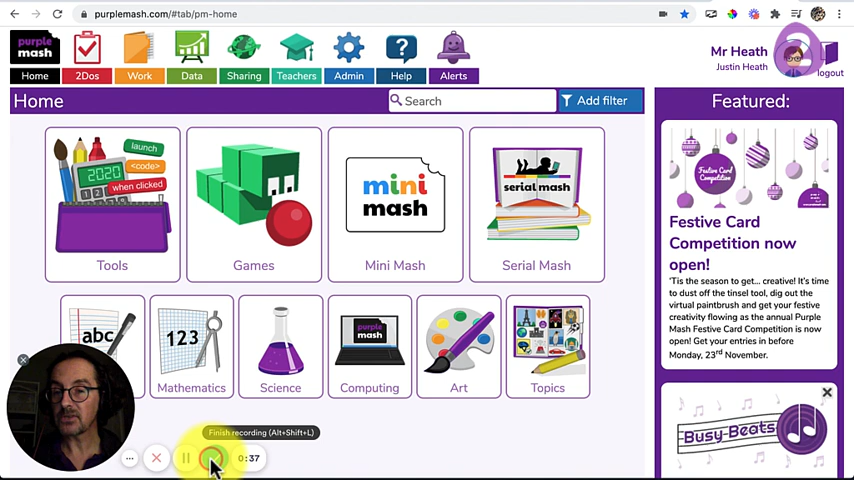 purplemash.com/#tab/pm-home
purple
mash
Home
2Dos
Work
Data
Sharing
Teachers
Admin
Help
Alerts
Mr Heath
Justin Heath
logout
Home
Search
Add filter
Featured:
launch
<code>
when clicked
2020
Tools
Games
mini
mash
Mini Mash
serial mash
Serial Mash
abc
123
Mathematics
Science
purple
mash
Computing
Art
Topics
Festive Card
Competition now
open!
'Tis the season to get... creative! It's time
to dust off the tinsel tool, dig out the
virtual paintbrush and get your festive
creativity flowing as the annual Purple
Mash Festive Card Competition is now
open! Get your entries in before
Monday, 23rd November.
Busy Beats
Finish recording (Alt+Shift+L)
0:37